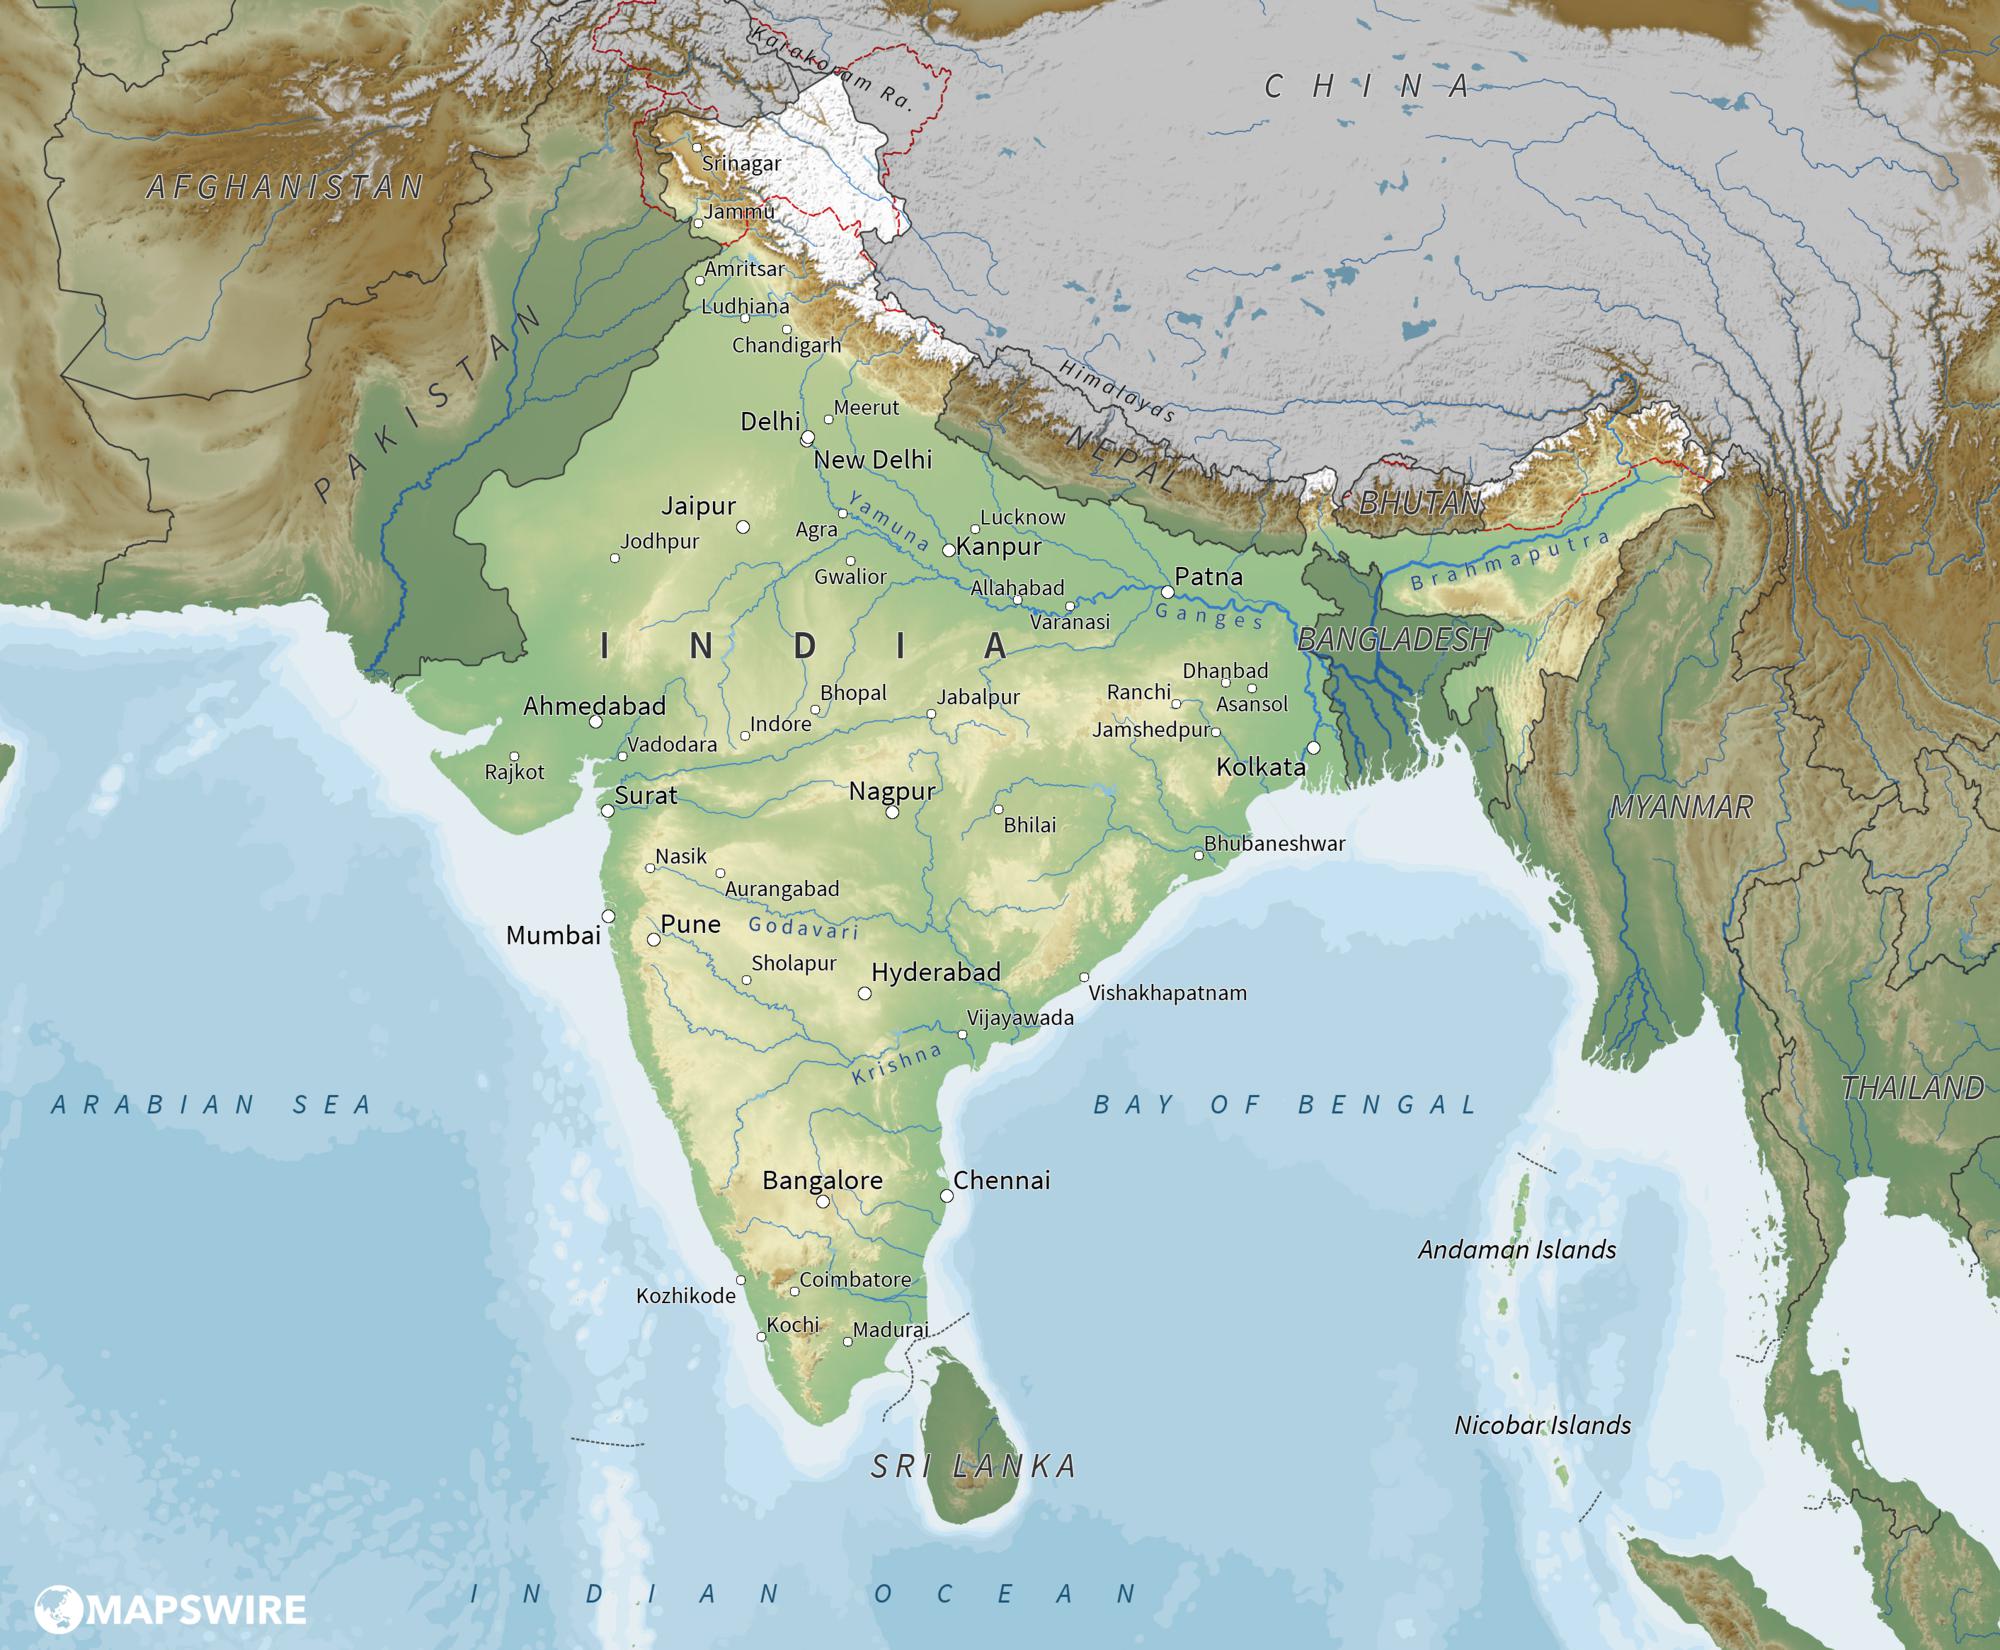 Karakoram Ra.
CHINA
Srinagar
AFGHANISTAN
Jammu
Amritsar
Ludhiana
Chandigarh
PAKISTAN
Himalayas
Meerut
Delhi
New Delhi
NEPAL
BHUTAN
Jaipur
Yamuna
Lucknow
Agra
Jodhpur
Kanpur
Brahmaputra
Gwalior
Patna
Allahabad
Ganges
Varanasi
INDIA
BANGLADESH
Dhanbad
Ranchi
Asansol
Bhopal
Jabalpur
Ahmedabad
Indore
Jamshedpur
Vadodara
Rajkot
Kolkata
Surat
Nagpur
MYANMAR
Bhilai
Bhubaneshwar
Nasik
Aurangabad
Mumbai
Pune
Godavari
Sholapur
Hyderabad
Vishakhapatnam
Vijayawada
Krishna
THAILAND
ARABIAN SEA
BAY OF BENGAL
Bangalore
Chennai
Andaman Islands
Coimbatore
Kozhikode
Kochi
Madurai
Nicobar Islands
SRI LANKA
INDIAN OCEAN
MAPSWIRE